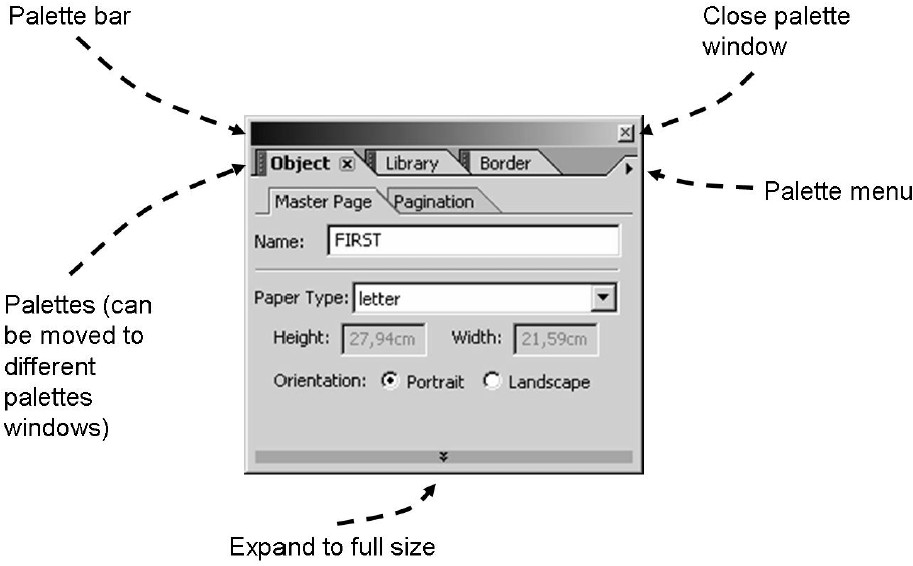 Palette bar
Close palette
window
Object Library Border
Palette menu
Master Page Pagination
Name: FIRST
Palettes (can
be moved to
different
palettes
windows)
Paper Type: letter
Height: 27,94cm Width: 21,59cm
Orientation: Portrait Landscape
Expand to full size